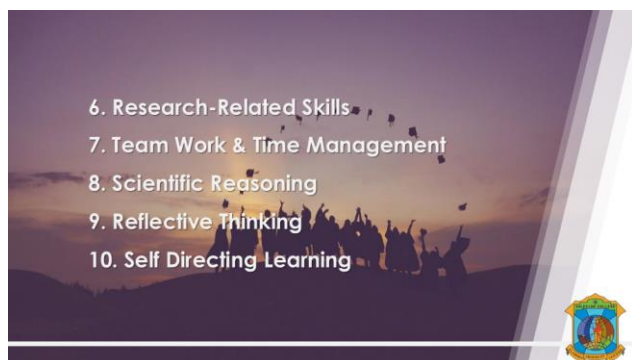 6. Research-Related Skills
7. Team Work & Time Management
8. Scientific Reasoning
9. Reflective Thinking
10. Self Directing Learning